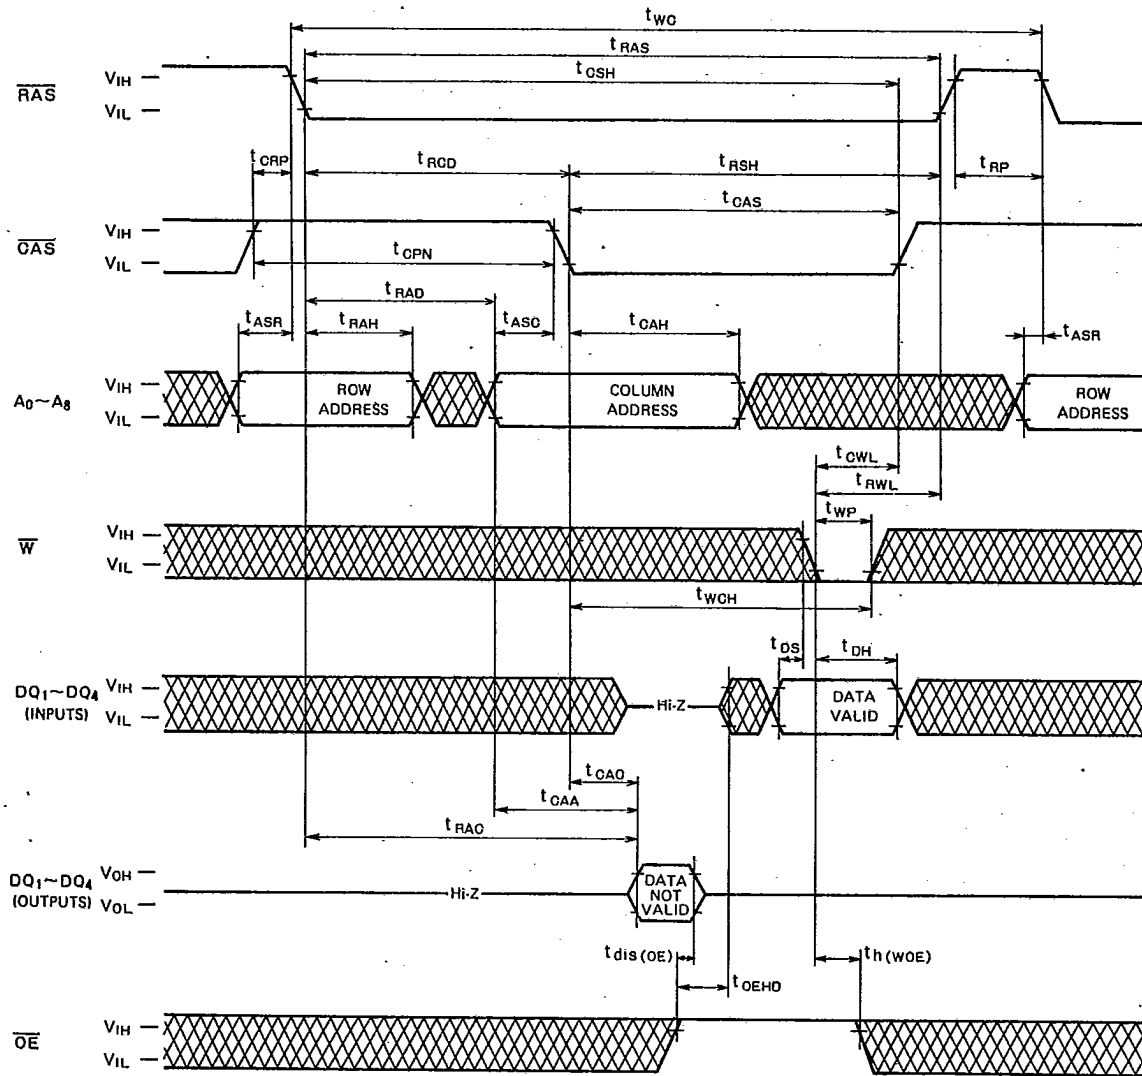 tWC
tRAS
tCSH
RAS
VIH
VIL
tCRP
tRCD
tRSH
tRP
tCAS
CAS
VIH
VIL
tCPN
tRAD
tASR
tRAH
tASC
tCAH
tASR
A0~A8
VIH
VIL
ROW
ADDRESS
COLUMN
ADDRESS
ROW
ADDRESS
tCWL
tRWL
tWP
W
VIH
VIL
tWCH
tDS
tDH
DQ1~DQ4
(INPUTS)
VIH
VIL
Hi-Z
DATA
VALID
tCAC
tCAA
tRAC
DQ1~DQ4
(OUTPUTS)
VOH
VOL
Hi-Z
DATA
NOT
VALID
tdis(OE)
th(WOE)
tOEHD
OE
VIH
VIL